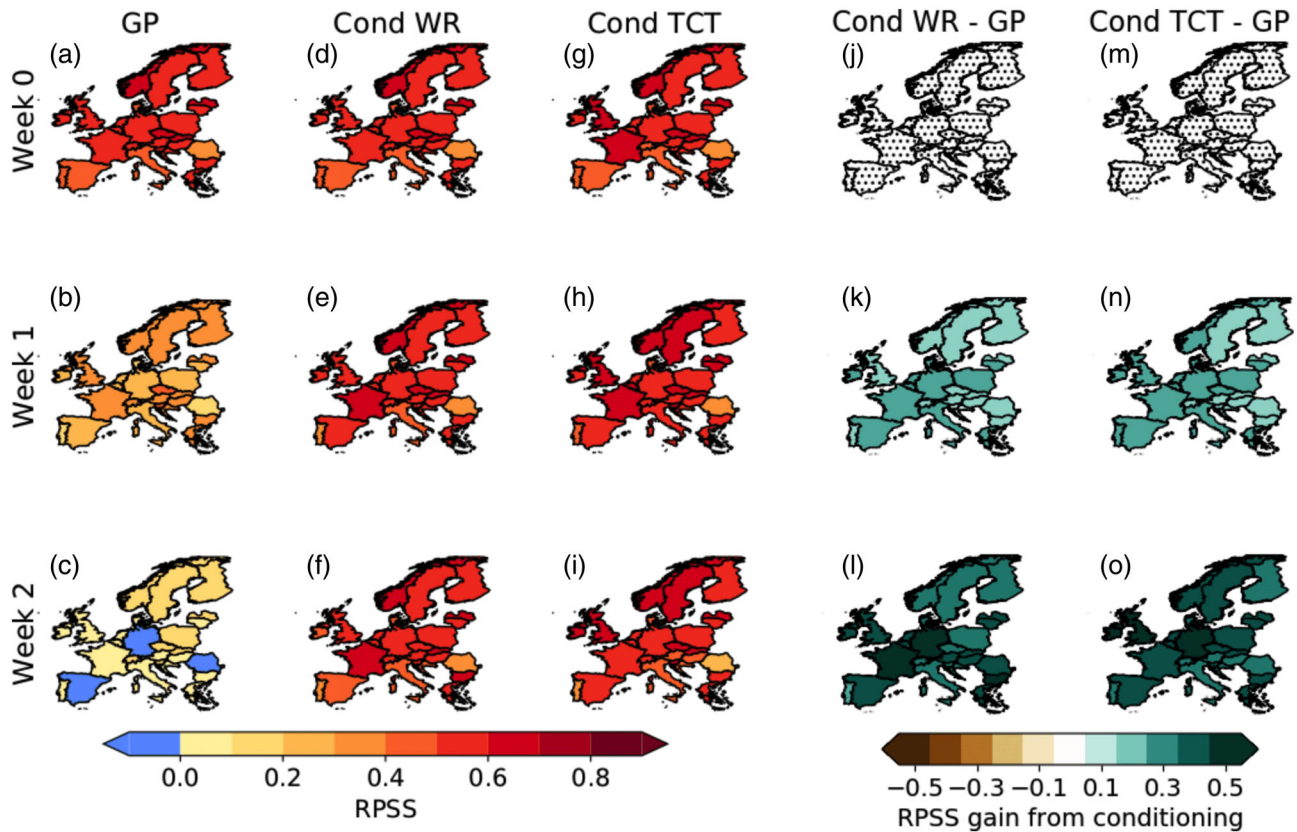 GP Cond WR Cond TCT Cond WR - GP Cond TCT - GP
Week 0
(a) (d) (g) (j) (m)
Week 1
(b) (e) (h) (k) (n)
Week 2
(c) (f) (i) (l) (o)
0.0 0.2 0.4 0.6 0.8
RPSS
−0.5 −0.3 −0.1 0.1 0.3 0.5
RPSS gain from conditioning